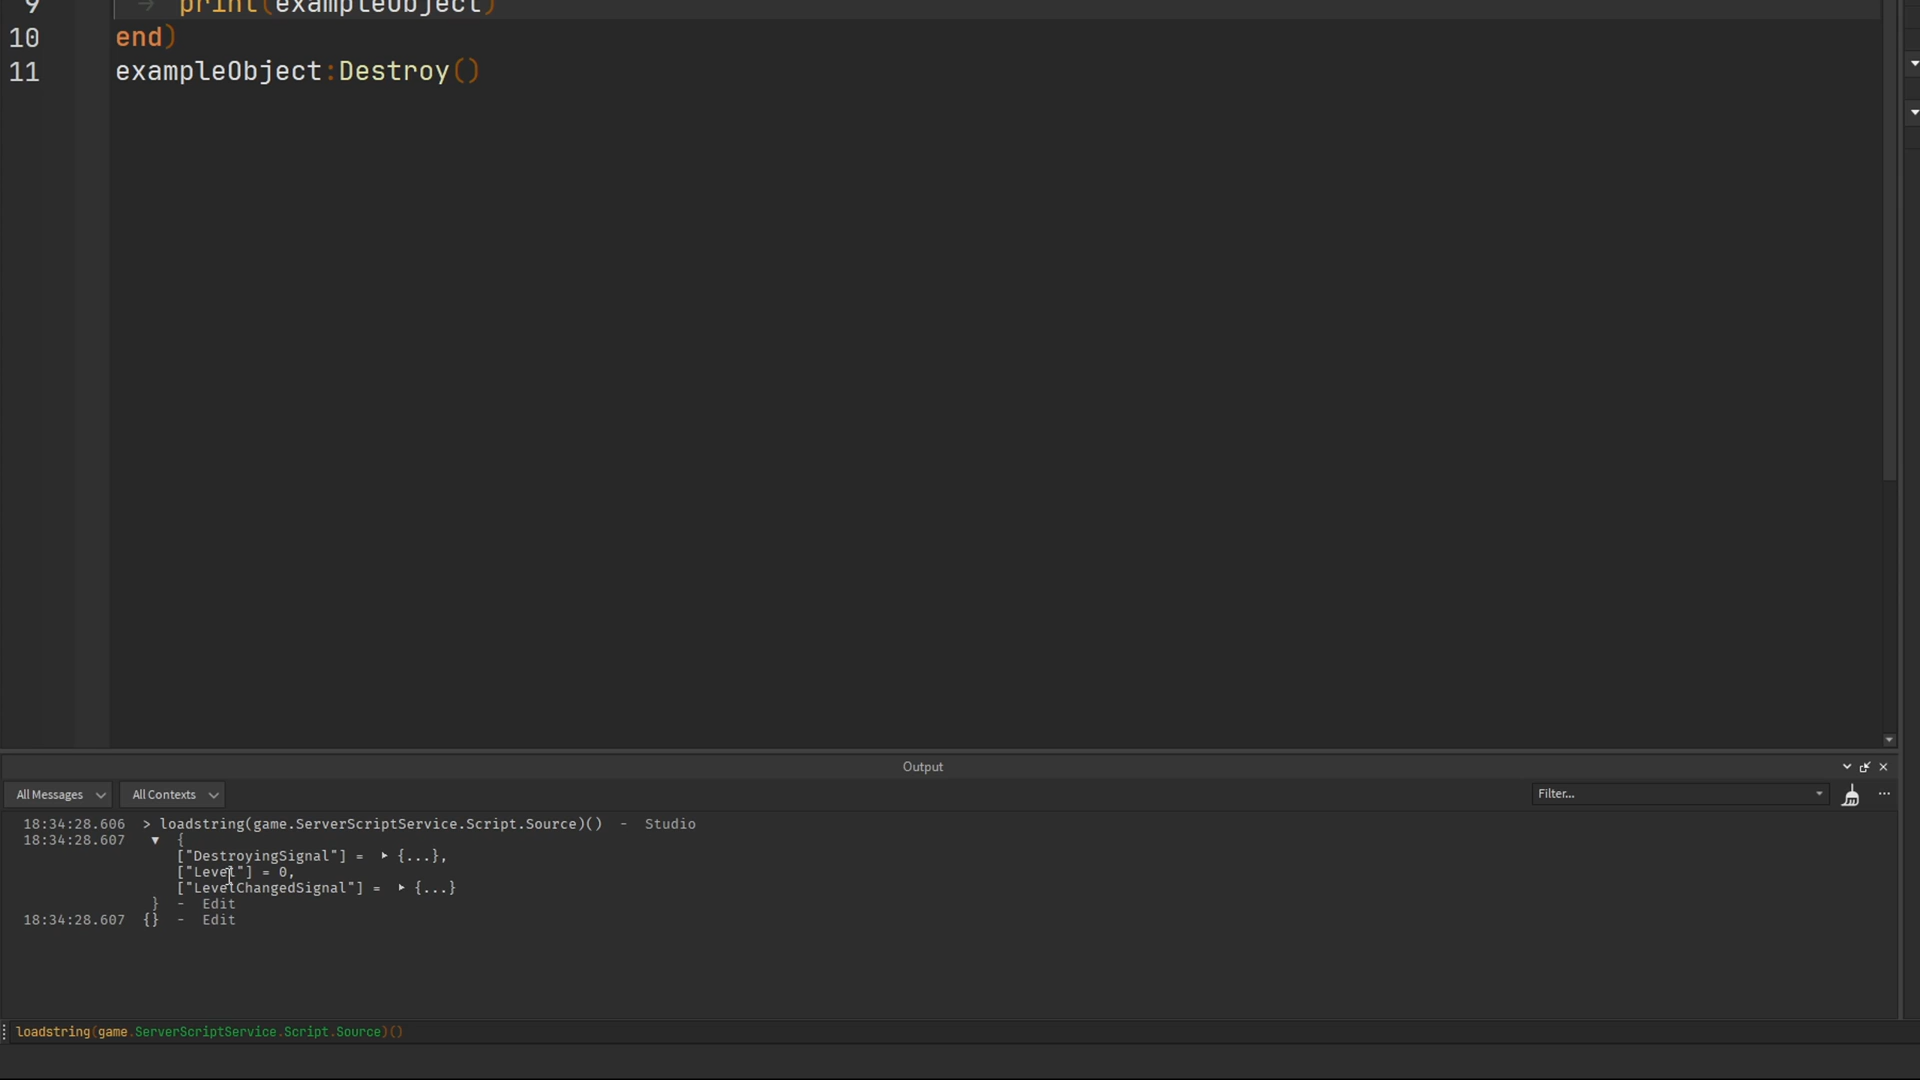 9 print(exampleObject)
10 end)
11 exampleObject:Destroy()
Output
All Messages All Contexts Filter...
18:34:28.606 > loadstring(game.ServerScriptService.Script.Source)() - Studio
18:34:28.607 ▼ {
["DestroyingSignal"] = ▶ {...},
["Level"] = 0,
["LevelChangedSignal"] = ▶ {...}
} - Edit
18:34:28.607 {} - Edit
loadstring(game.ServerScriptService.Script.Source)()